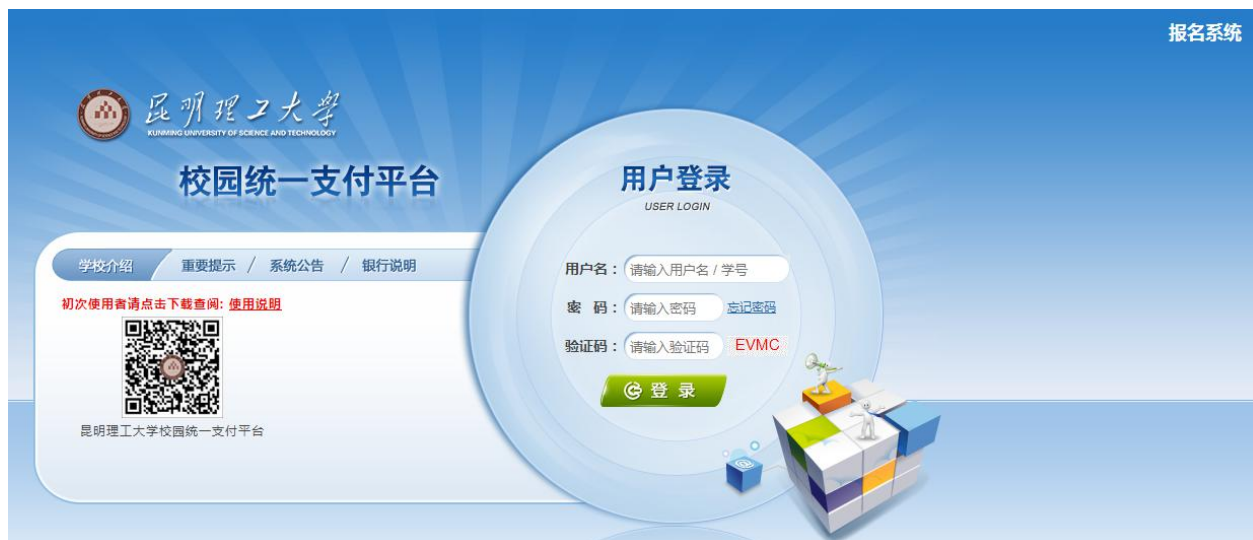 报名系统
昆明理工大学
KUNMING UNIVERSITY OF SCIENCE AND TECHNOLOGY
校园统一支付平台
学校介绍 / 重要提示 / 系统公告 / 银行说明
初次使用者请点击下载查阅: 使用说明
昆明理工大学校园统一支付平台
用户登录
USER LOGIN
用户名： 请输入用户名 / 学号
密 码： 请输入密码 忘记密码
验证码： 请输入验证码 EVMC
登 录
@